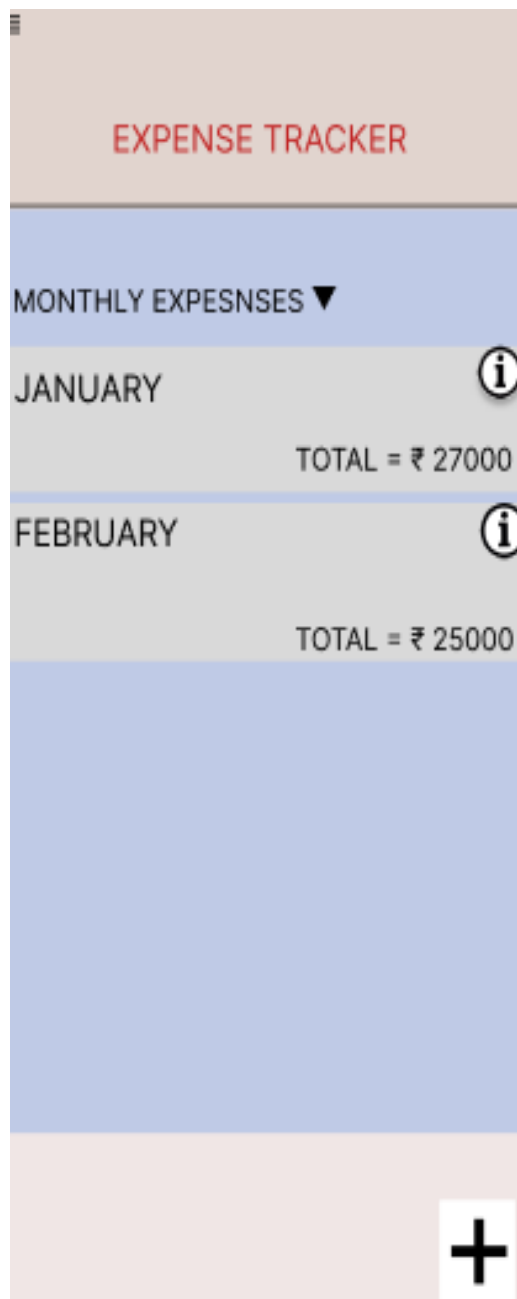 EXPENSE TRACKER
MONTHLY EXPESNSES ▼
JANUARY
TOTAL = ₹ 27000
FEBRUARY
TOTAL = ₹ 25000